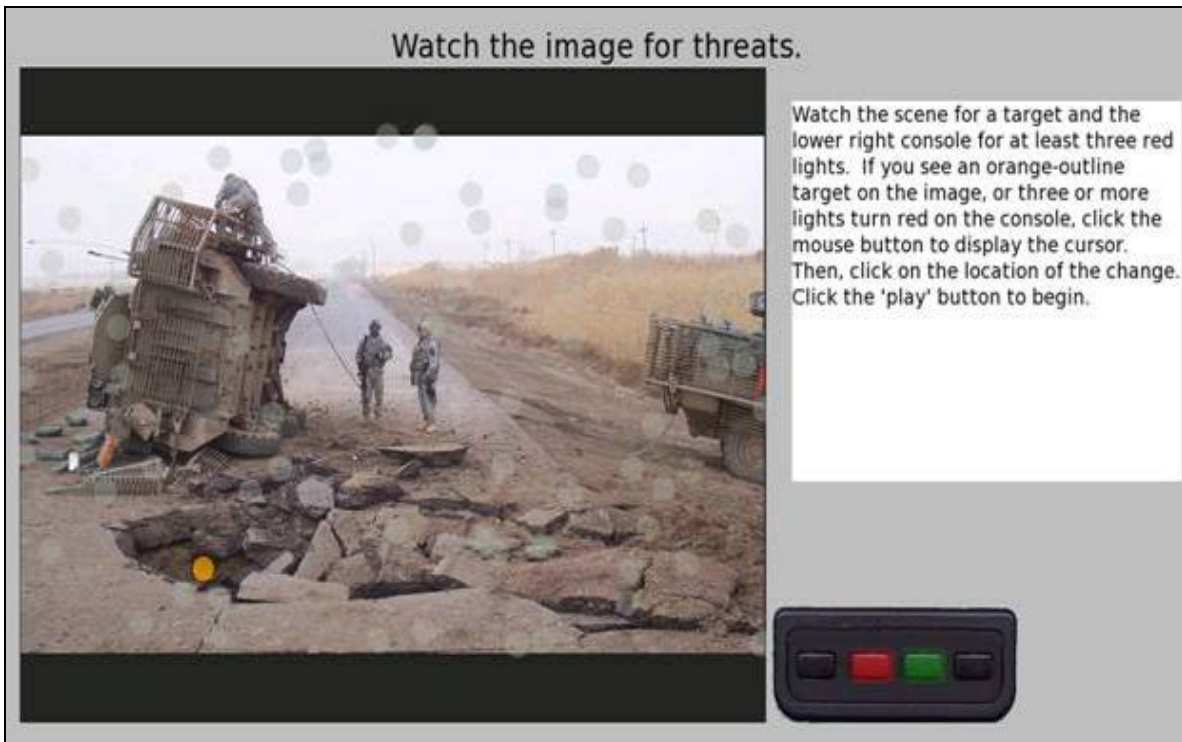 Watch the image for threats.
Watch the scene for a target and the
lower right console for at least three red
lights.  If you see an orange-outline
target on the image, or three or more
lights turn red on the console, click the
mouse button to display the cursor.
Then, click on the location of the change.
Click the 'play' button to begin.